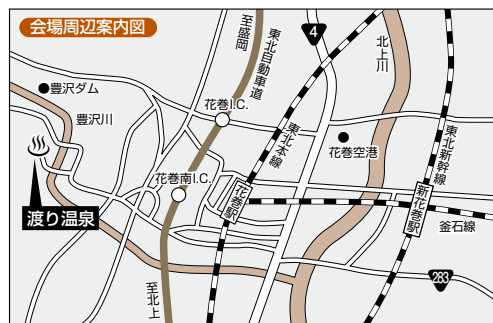 会場周辺案内図
至盛岡
東北自動車道
4
北上川
豊沢ダム
豊沢川
花巻I.C.
東北本線
花巻空港
東北新幹線
花巻南I.C.
花巻駅
新花巻駅
釜石線
渡り温泉
至北上
283